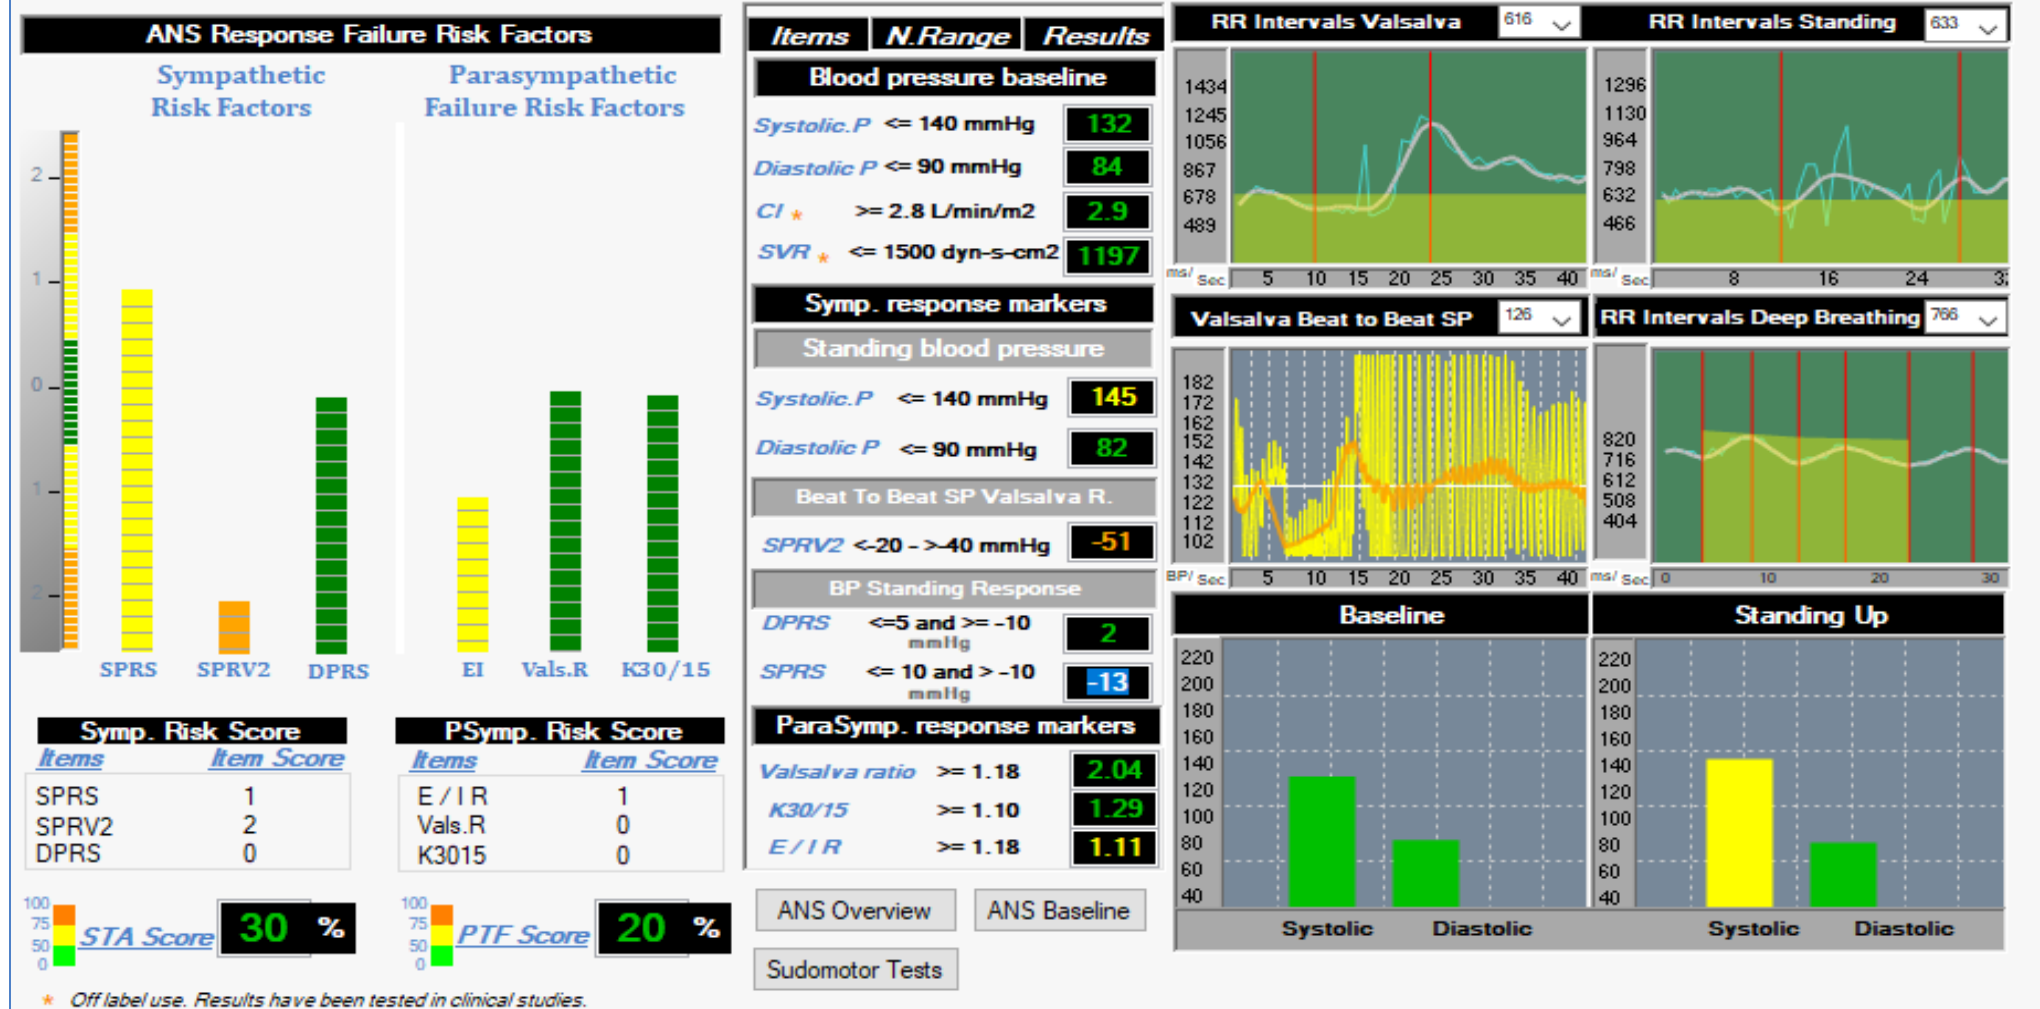 ANS Response Failure Risk Factors
Sympathetic
Risk Factors
Parasympathetic
Failure Risk Factors
2
1
0
1
2
SPRS SPRV2 DPRS
EI Vals.R K30/15
Symp. Risk Score
Items Item Score
SPRS 1
SPRV2 2
DPRS 0
PSymp. Risk Score
Items Item Score
E / I R 1
Vals.R 0
K3015 0
100
75
50
0
STA Score 30 %
100
75
50
0
PTF Score 20 %
* Off label use. Results have been tested in clinical studies.
Items N.Range Results
Blood pressure baseline
Systolic.P <= 140 mmHg 132
Diastolic P <= 90 mmHg 84
CI * >= 2.8 L/min/m2 2.9
SVR * <= 1500 dyn-s-cm2 1197
Symp. response markers
Standing blood pressure
Systolic.P <= 140 mmHg 145
Diastolic P <= 90 mmHg 82
Beat To Beat SP Valsalva R.
SPRV2 <-20 - >-40 mmHg -51
BP Standing Response
DPRS <=5 and >= -10 2
mmHg
SPRS <= 10 and > -10 -13
mmHg
ParaSymp. response markers
Valsalva ratio >= 1.18 2.04
K30/15 >= 1.10 1.29
E / I R >= 1.18 1.11
ANS Overview ANS Baseline
Sudomotor Tests
RR Intervals Valsalva 616
1434
1245
1056
867
678
489
ms/ Sec 5 10 15 20 25 30 35 40
RR Intervals Standing 633
1296
1130
964
798
632
466
ms/ Sec 8 16 24 3
Valsalva Beat to Beat SP 126
182
172
162
152
142
132
122
112
102
BP/ Sec 5 10 15 20 25 30 35 40
RR Intervals Deep Breathing 766
820
716
612
508
404
ms/ Sec 0 10 20 30
Baseline
220
200
180
160
140
120
100
80
60
40
Systolic Diastolic
Standing Up
220
200
180
160
140
120
100
80
60
40
Systolic Diastolic